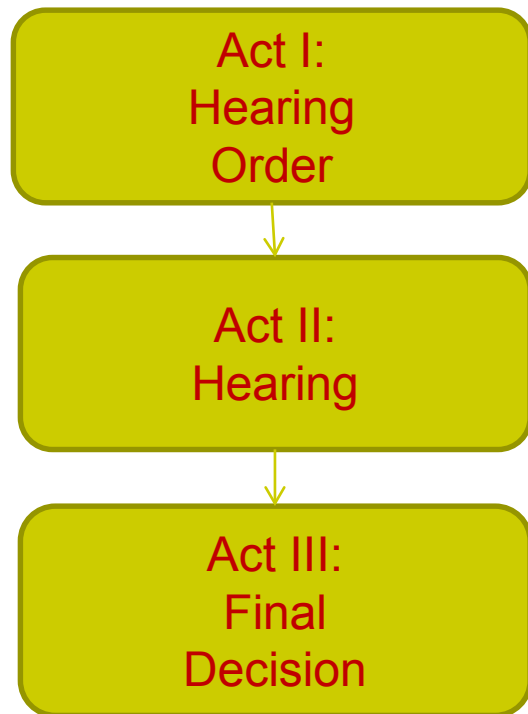 Act I:
Hearing
Order
Act II:
Hearing
Act III:
Final
Decision